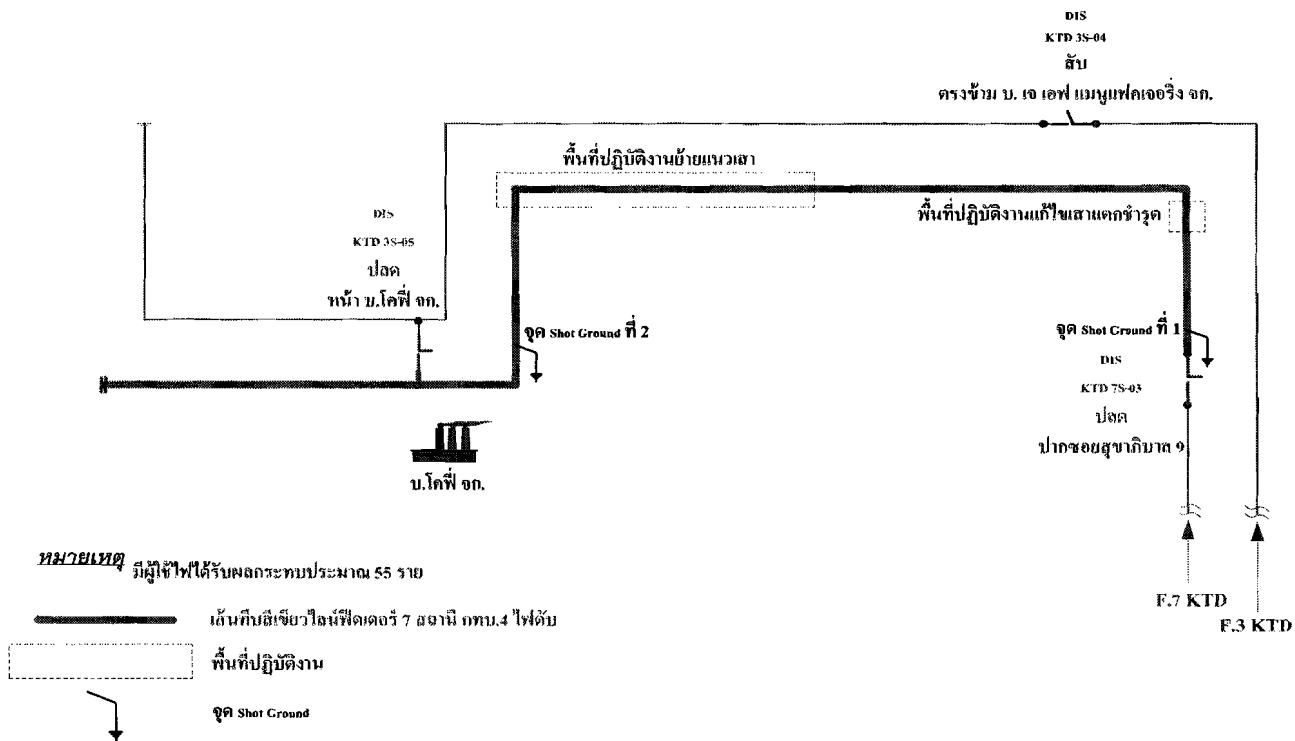 DIS
KTD 3S-04
สับ
ตรงข้าม บ. เจ เอฟ แมนูแฟคเจอริ่ง จก.
พื้นที่ปฏิบัติงานย้ายแนวเสา
พื้นที่ปฏิบัติงานแก้ไขเสาแตกชำรุด
DIS
KTD 3S-05
ปลด
หน้า บ.โคฟี่ จก.
จุด Shot Ground ที่ 2
จุด Shot Ground ที่ 1
DIS
KTD 7S-03
ปลด
ปากซอยสุขาภิบาล 9
บ.โคฟี่ จก.
หมายเหตุ มีผู้ใช้ไฟได้รับผลกระทบประมาณ 55 ราย
F.7 KTD
F.3 KTD
เส้นทึบสีเขียวไลน์ฟีดเดอร์ 7 สถานี กทบ.4 ไฟดับ
พื้นที่ปฏิบัติงาน
จุด Shot Ground